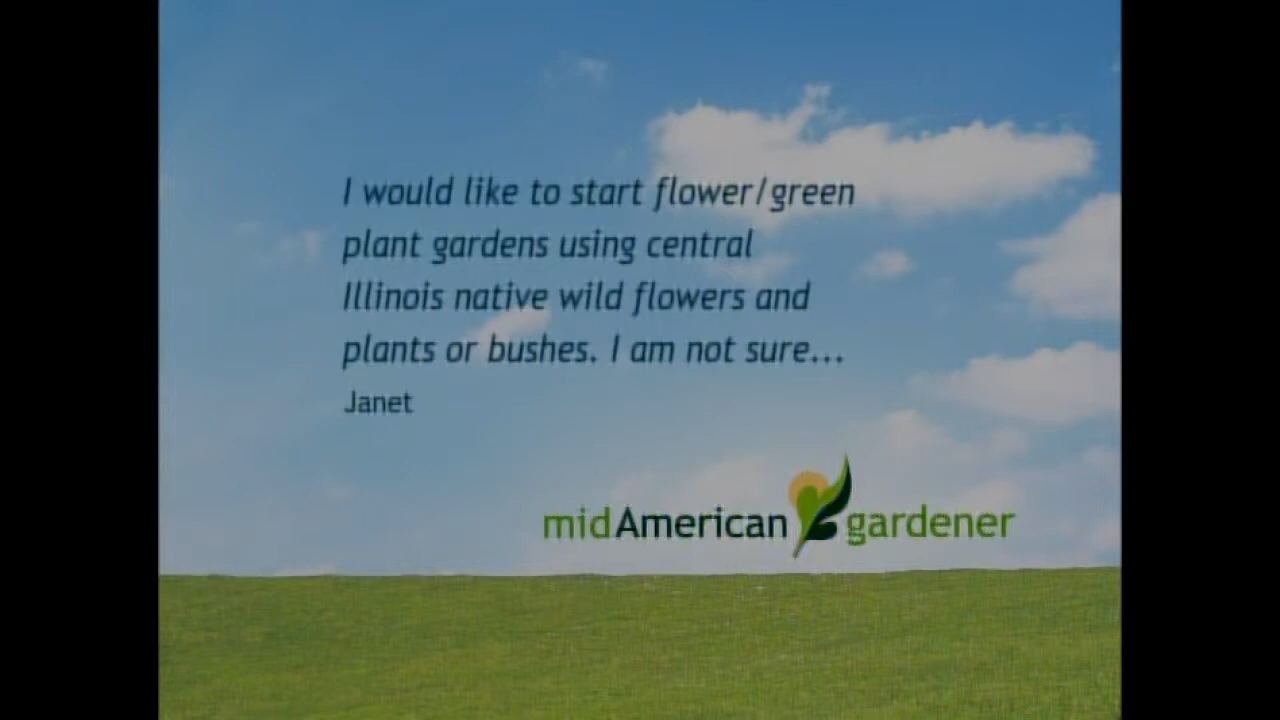 I would like to start flower/green
plant gardens using central
Illinois native wild flowers and
plants or bushes. I am not sure...
Janet
midAmerican gardener